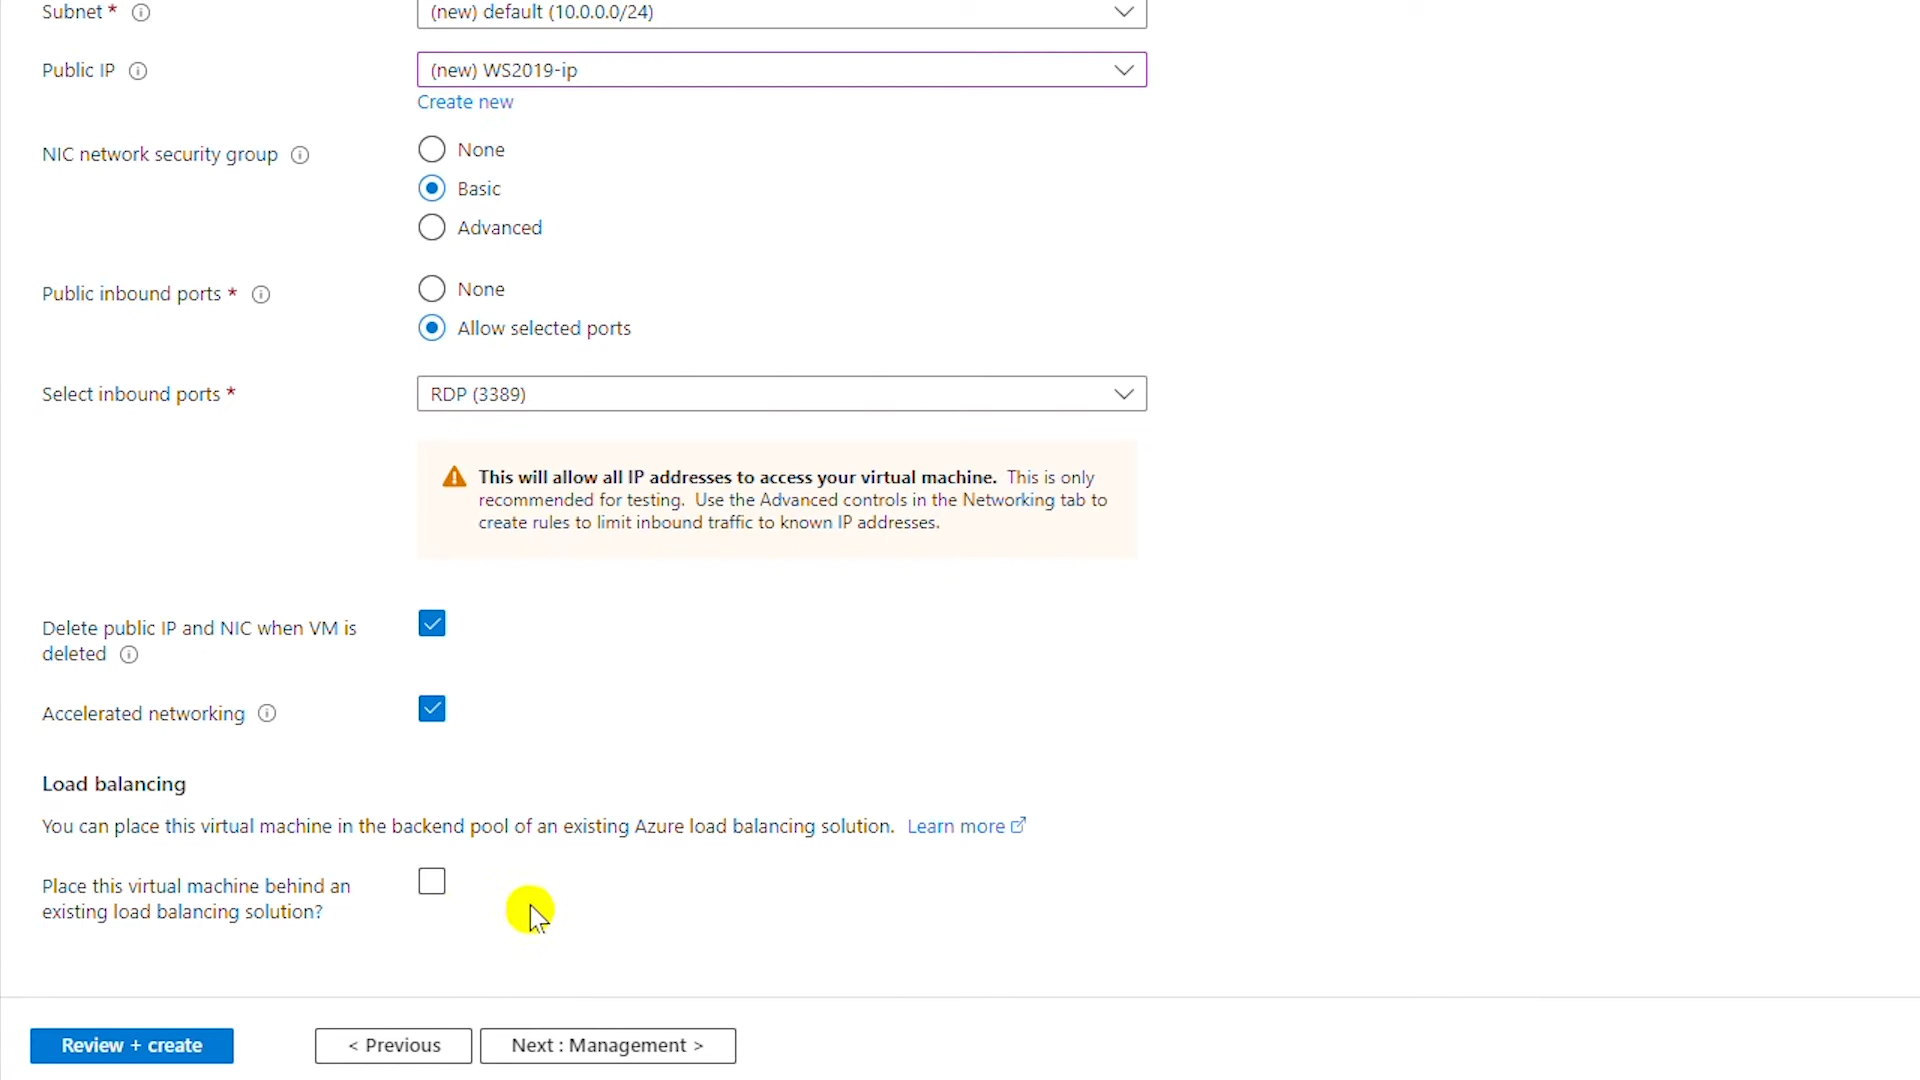 Subnet *
(new) default (10.0.0.0/24)
Public IP
(new) WS2019-ip
Create new
NIC network security group
None
Basic
Advanced
Public inbound ports *
None
Allow selected ports
Select inbound ports *
RDP (3389)
This will allow all IP addresses to access your virtual machine. This is only
recommended for testing. Use the Advanced controls in the Networking tab to
create rules to limit inbound traffic to known IP addresses.
Delete public IP and NIC when VM is
deleted
Accelerated networking
Load balancing
You can place this virtual machine in the backend pool of an existing Azure load balancing solution. Learn more
Place this virtual machine behind an
existing load balancing solution?
Review + create
< Previous
Next : Management >